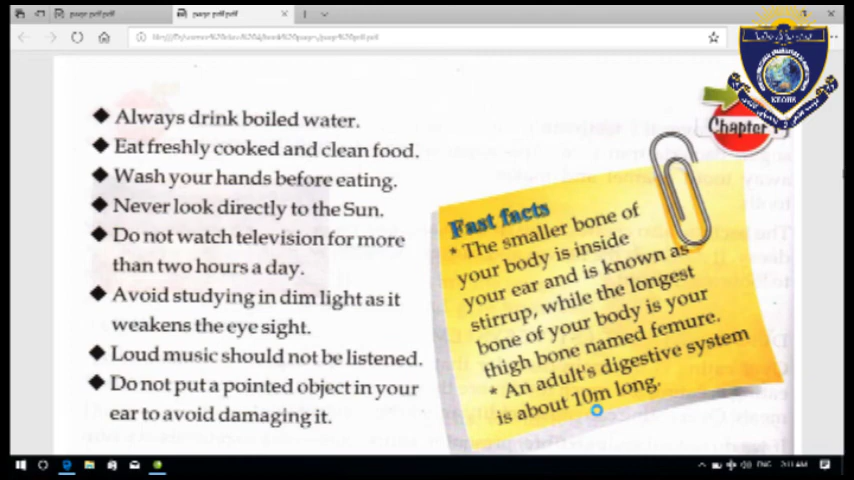 Always drink boiled water.
Eat freshly cooked and clean food.
Wash your hands before eating.
Never look directly to the Sun.
Do not watch television for more
than two hours a day.
Avoid studying in dim light as it
weakens the eye sight.
Loud music should not be listened.
Do not put a pointed object in your
ear to avoid damaging it.
Chapter
Fast facts
* The smaller bone of
your body is inside
your ear and is known as
stirrup, while the longest
bone of your body is your
thigh bone named femure.
* An adult's digestive system
is about 10m long.
ENG 2:11 AM